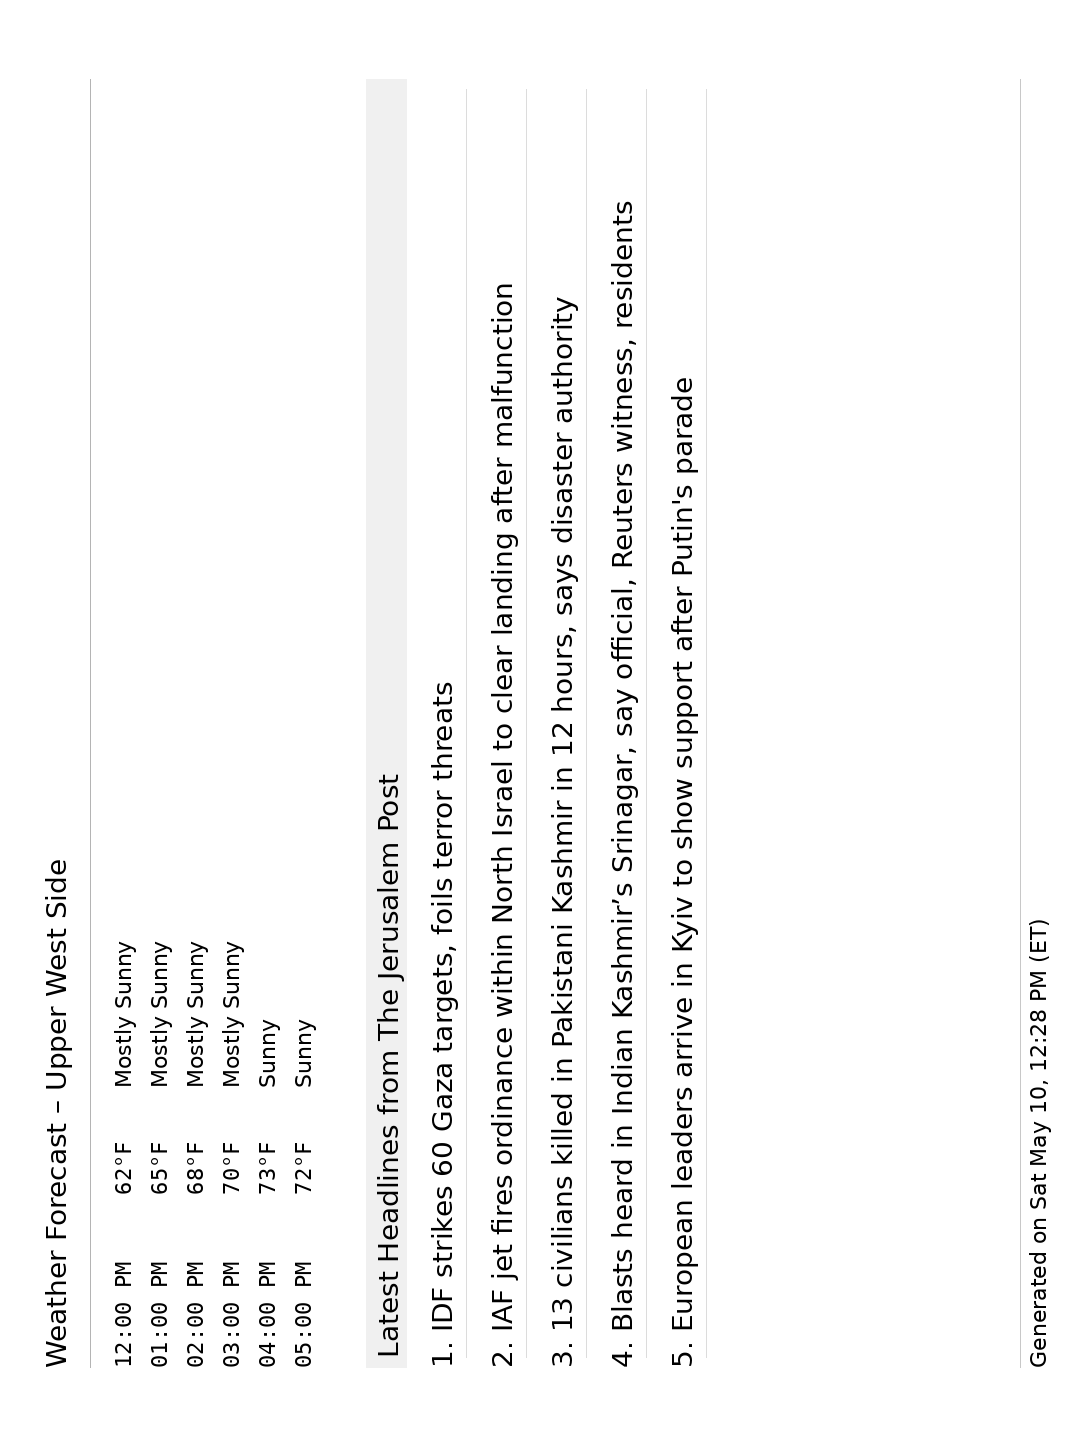 Weather Forecast – Upper West Side
12:00 PM 62°F Mostly Sunny
01:00 PM 65°F Mostly Sunny
02:00 PM 68°F Mostly Sunny
03:00 PM 70°F Mostly Sunny
04:00 PM 73°F Sunny
05:00 PM 72°F Sunny
Latest Headlines from The Jerusalem Post
1. IDF strikes 60 Gaza targets, foils terror threats
2. IAF jet fires ordinance within North Israel to clear landing after malfunction
3. 13 civilians killed in Pakistani Kashmir in 12 hours, says disaster authority
4. Blasts heard in Indian Kashmir’s Srinagar, say official, Reuters witness, residents
5. European leaders arrive in Kyiv to show support after Putin's parade
Generated on Sat May 10, 12:28 PM (ET)